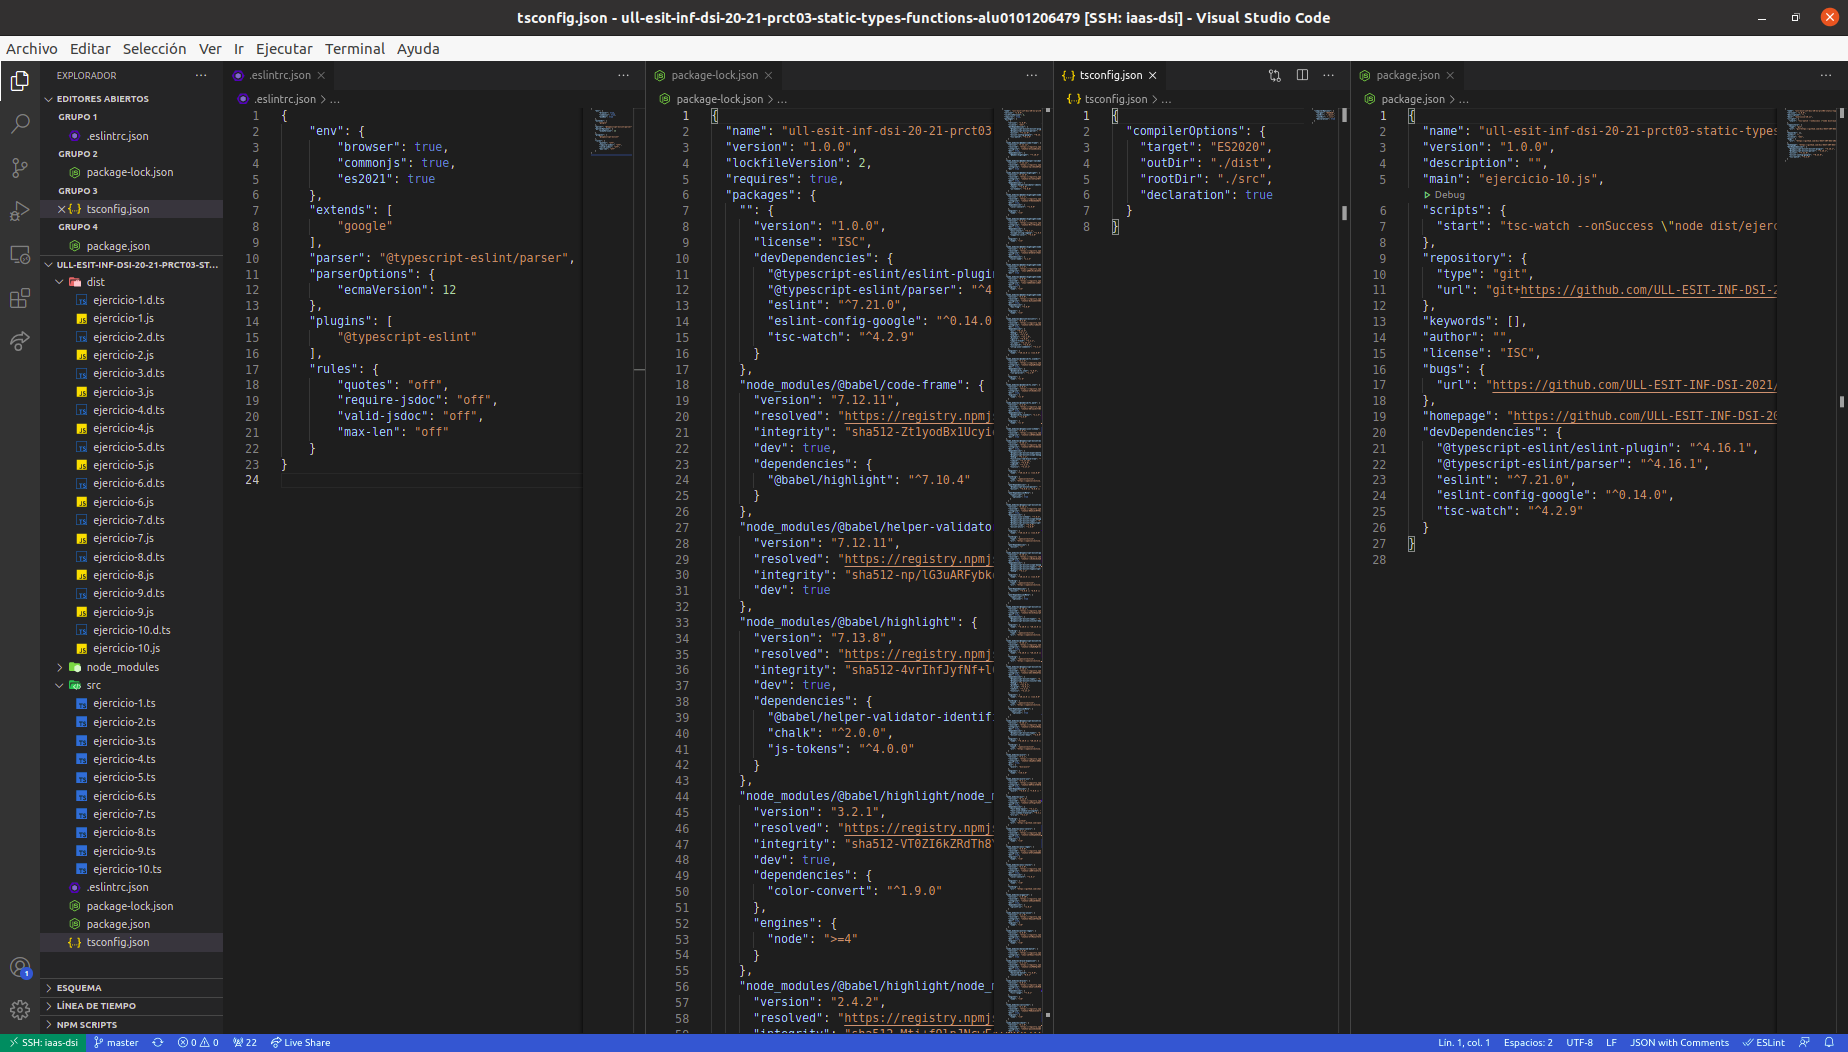 tsconfig.json - ull-esit-inf-dsi-20-21-prct03-static-types-functions-alu0101206479 [SSH: iaas-dsi] - Visual Studio Code
Archivo Editar Selección Ver Ir Ejecutar Terminal Ayuda
EXPLORADOR
EDITORES ABIERTOS
GRUPO 1
.eslintrc.json
GRUPO 2
package-lock.json
GRUPO 3
tsconfig.json
GRUPO 4
package.json
ULL-ESIT-INF-DSI-20-21-PRCT03-ST...
dist
ejercicio-1.d.ts
ejercicio-1.js
ejercicio-2.d.ts
ejercicio-2.js
ejercicio-3.d.ts
ejercicio-3.js
ejercicio-4.d.ts
ejercicio-4.js
ejercicio-5.d.ts
ejercicio-5.js
ejercicio-6.d.ts
ejercicio-6.js
ejercicio-7.d.ts
ejercicio-7.js
ejercicio-8.d.ts
ejercicio-8.js
ejercicio-9.d.ts
ejercicio-9.js
ejercicio-10.d.ts
ejercicio-10.js
node_modules
src
ejercicio-1.ts
ejercicio-2.ts
ejercicio-3.ts
ejercicio-4.ts
ejercicio-5.ts
ejercicio-6.ts
ejercicio-7.ts
ejercicio-8.ts
ejercicio-9.ts
ejercicio-10.ts
.eslintrc.json
package-lock.json
package.json
tsconfig.json
ESQUEMA
LÍNEA DE TIEMPO
NPM SCRIPTS
.eslintrc.json
.eslintrc.json > ...
1 {
2 "env": {
3 "browser": true,
4 "commonjs": true,
5 "es2021": true
6 },
7 "extends": [
8 "google"
9 ],
10 "parser": "@typescript-eslint/parser",
11 "parserOptions": {
12 "ecmaVersion": 12
13 },
14 "plugins": [
15 "@typescript-eslint"
16 ],
17 "rules": {
18 "quotes": "off",
19 "require-jsdoc": "off",
20 "valid-jsdoc": "off",
21 "max-len": "off"
22 }
23 }
24
package-lock.json
package-lock.json > ...
1 {
2 "name": "ull-esit-inf-dsi-20-21-prct03
3 "version": "1.0.0",
4 "lockfileVersion": 2,
5 "requires": true,
6 "packages": {
7 "": {
8 "version": "1.0.0",
9 "license": "ISC",
10 "devDependencies": {
11 "@typescript-eslint/eslint-plugin
12 "@typescript-eslint/parser": "^4
13 "eslint": "^7.21.0",
14 "eslint-config-google": "^0.14.0
15 "tsc-watch": "^4.2.9"
16 }
17 },
18 "node_modules/@babel/code-frame": {
19 "version": "7.12.11",
20 "resolved": "https://registry.npmj
21 "integrity": "sha512-Zt1yodBx1Ucyi
22 "dev": true,
23 "dependencies": {
24 "@babel/highlight": "^7.10.4"
25 }
26 },
27 "node_modules/@babel/helper-validato
28 "version": "7.12.11",
29 "resolved": "https://registry.npmj
30 "integrity": "sha512-np/lG3uARFybk
31 "dev": true
32 },
33 "node_modules/@babel/highlight": {
34 "version": "7.13.8",
35 "resolved": "https://registry.npmj
36 "integrity": "sha512-4vrIhfJyfNf+l
37 "dev": true,
38 "dependencies": {
39 "@babel/helper-validator-identif
40 "chalk": "^2.0.0",
41 "js-tokens": "^4.0.0"
42 }
43 },
44 "node_modules/@babel/highlight/node_m
45 "version": "3.2.1",
46 "resolved": "https://registry.npmj
47 "integrity": "sha512-VT0ZI6kZRdTh8
48 "dev": true,
49 "dependencies": {
50 "color-convert": "^1.9.0"
51 },
52 "engines": {
53 "node": ">=4"
54 }
55 },
56 "node_modules/@babel/highlight/node_m
57 "version": "2.4.2",
58 "resolved": "https://registry.npmj
tsconfig.json
tsconfig.json > ...
1 {
2 "compilerOptions": {
3 "target": "ES2020",
4 "outDir": "./dist",
5 "rootDir": "./src",
6 "declaration": true
7 }
8 }
package.json
package.json > ...
1 {
2 "name": "ull-esit-inf-dsi-20-21-prct03-static-types
3 "version": "1.0.0",
4 "description": "",
5 "main": "ejercicio-10.js",
Debug
6 "scripts": {
7 "start": "tsc-watch --onSuccess \"node dist/ejerc
8 },
9 "repository": {
10 "type": "git",
11 "url": "git+https://github.com/ULL-ESIT-INF-DSI-2
12 },
13 "keywords": [],
14 "author": "",
15 "license": "ISC",
16 "bugs": {
17 "url": "https://github.com/ULL-ESIT-INF-DSI-2021/
18 },
19 "homepage": "https://github.com/ULL-ESIT-INF-DSI-20
20 "devDependencies": {
21 "@typescript-eslint/eslint-plugin": "^4.16.1",
22 "@typescript-eslint/parser": "^4.16.1",
23 "eslint": "^7.21.0",
24 "eslint-config-google": "^0.14.0",
25 "tsc-watch": "^4.2.9"
26 }
27 }
28
SSH: iaas-dsi master 0 0 22 Live Share Lín. 1, col. 1 Espacios: 2 UTF-8 LF JSON with Comments ESLint